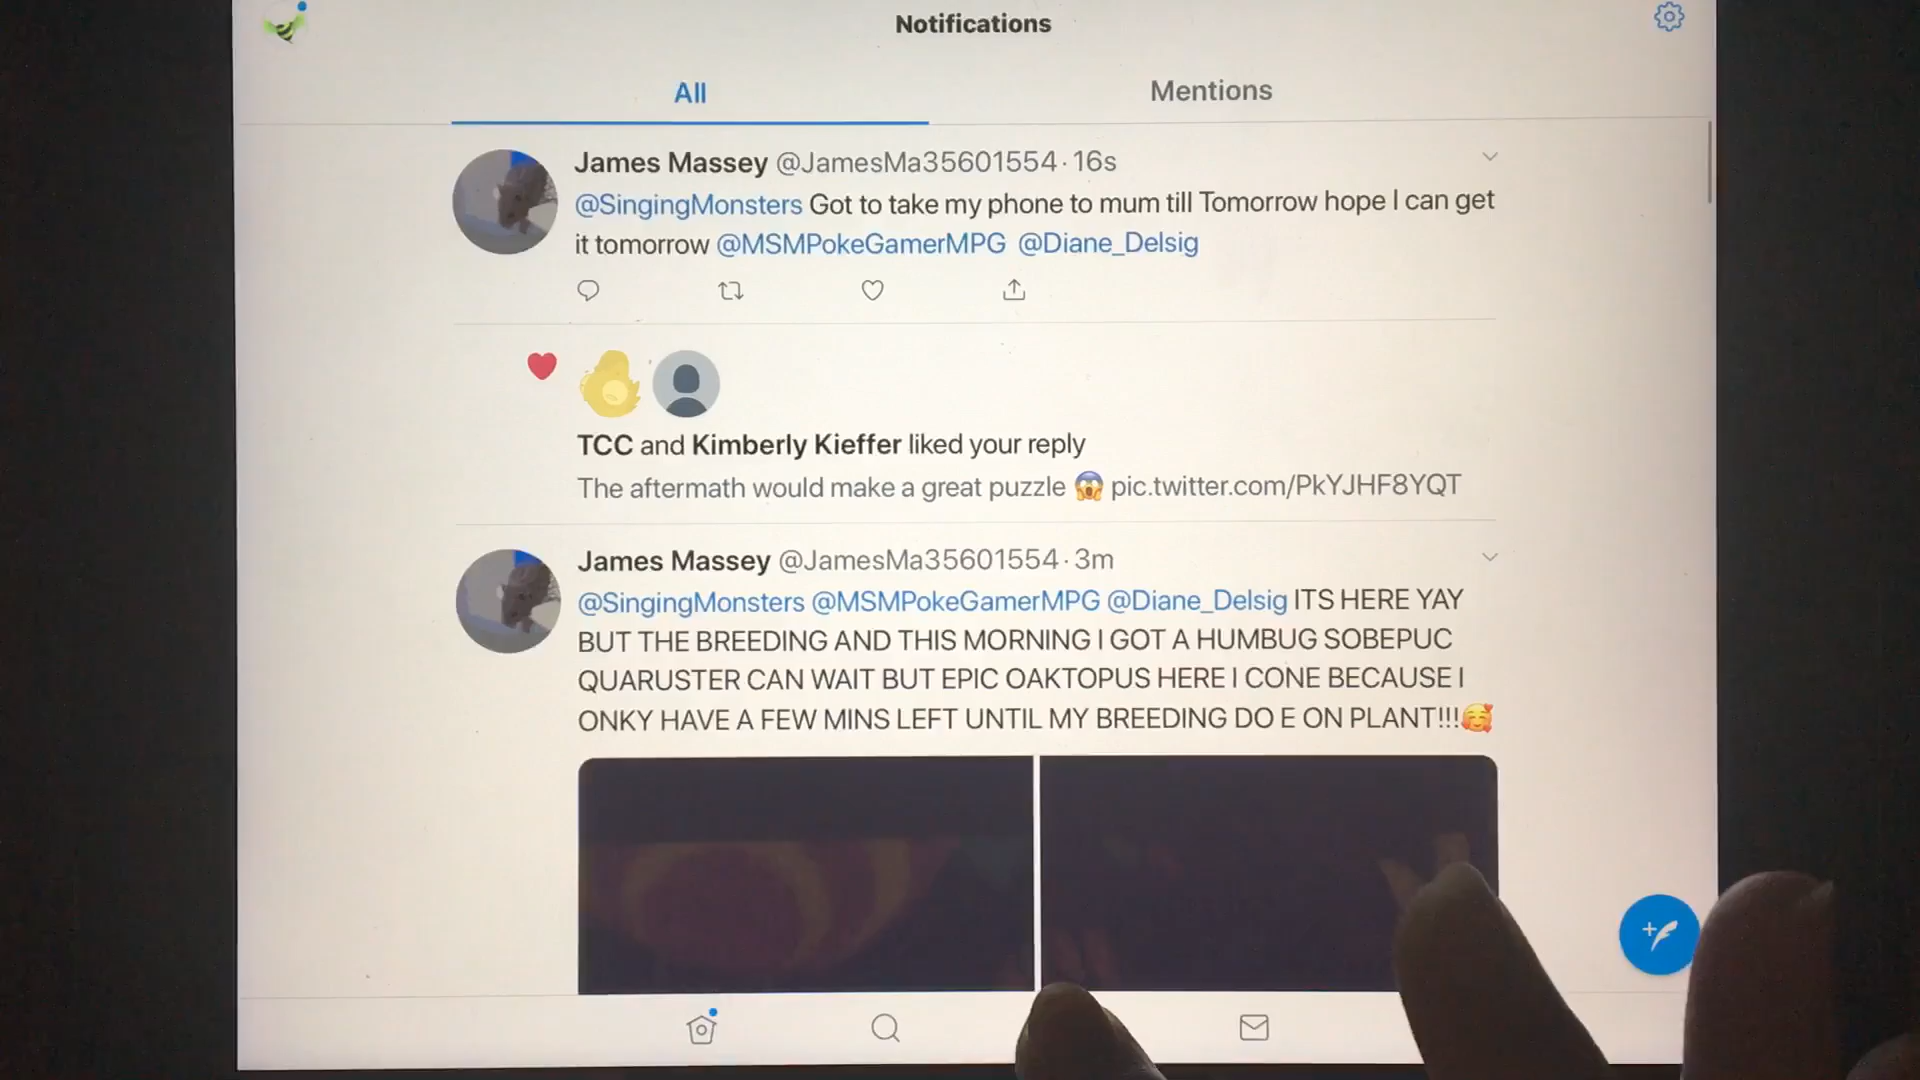 Notifications
All
Mentions
James Massey @JamesMa35601554 · 16s
@SingingMonsters Got to take my phone to mum till Tomorrow hope I can get
it tomorrow @MSMPokeGamerMPG @Diane_Delsig
TCC and Kimberly Kieffer liked your reply
The aftermath would make a great puzzle 😱 pic.twitter.com/PkYJHF8YQT
James Massey @JamesMa35601554 · 3m
@SingingMonsters @MSMPokeGamerMPG @Diane_Delsig ITS HERE YAY
BUT THE BREEDING AND THIS MORNING I GOT A HUMBUG SOBEPUC
QUARUSTER CAN WAIT BUT EPIC OAKTOPUS HERE I CONE BECAUSE I
ONKY HAVE A FEW MINS LEFT UNTIL MY BREEDING DO E ON PLANT!!!🥰